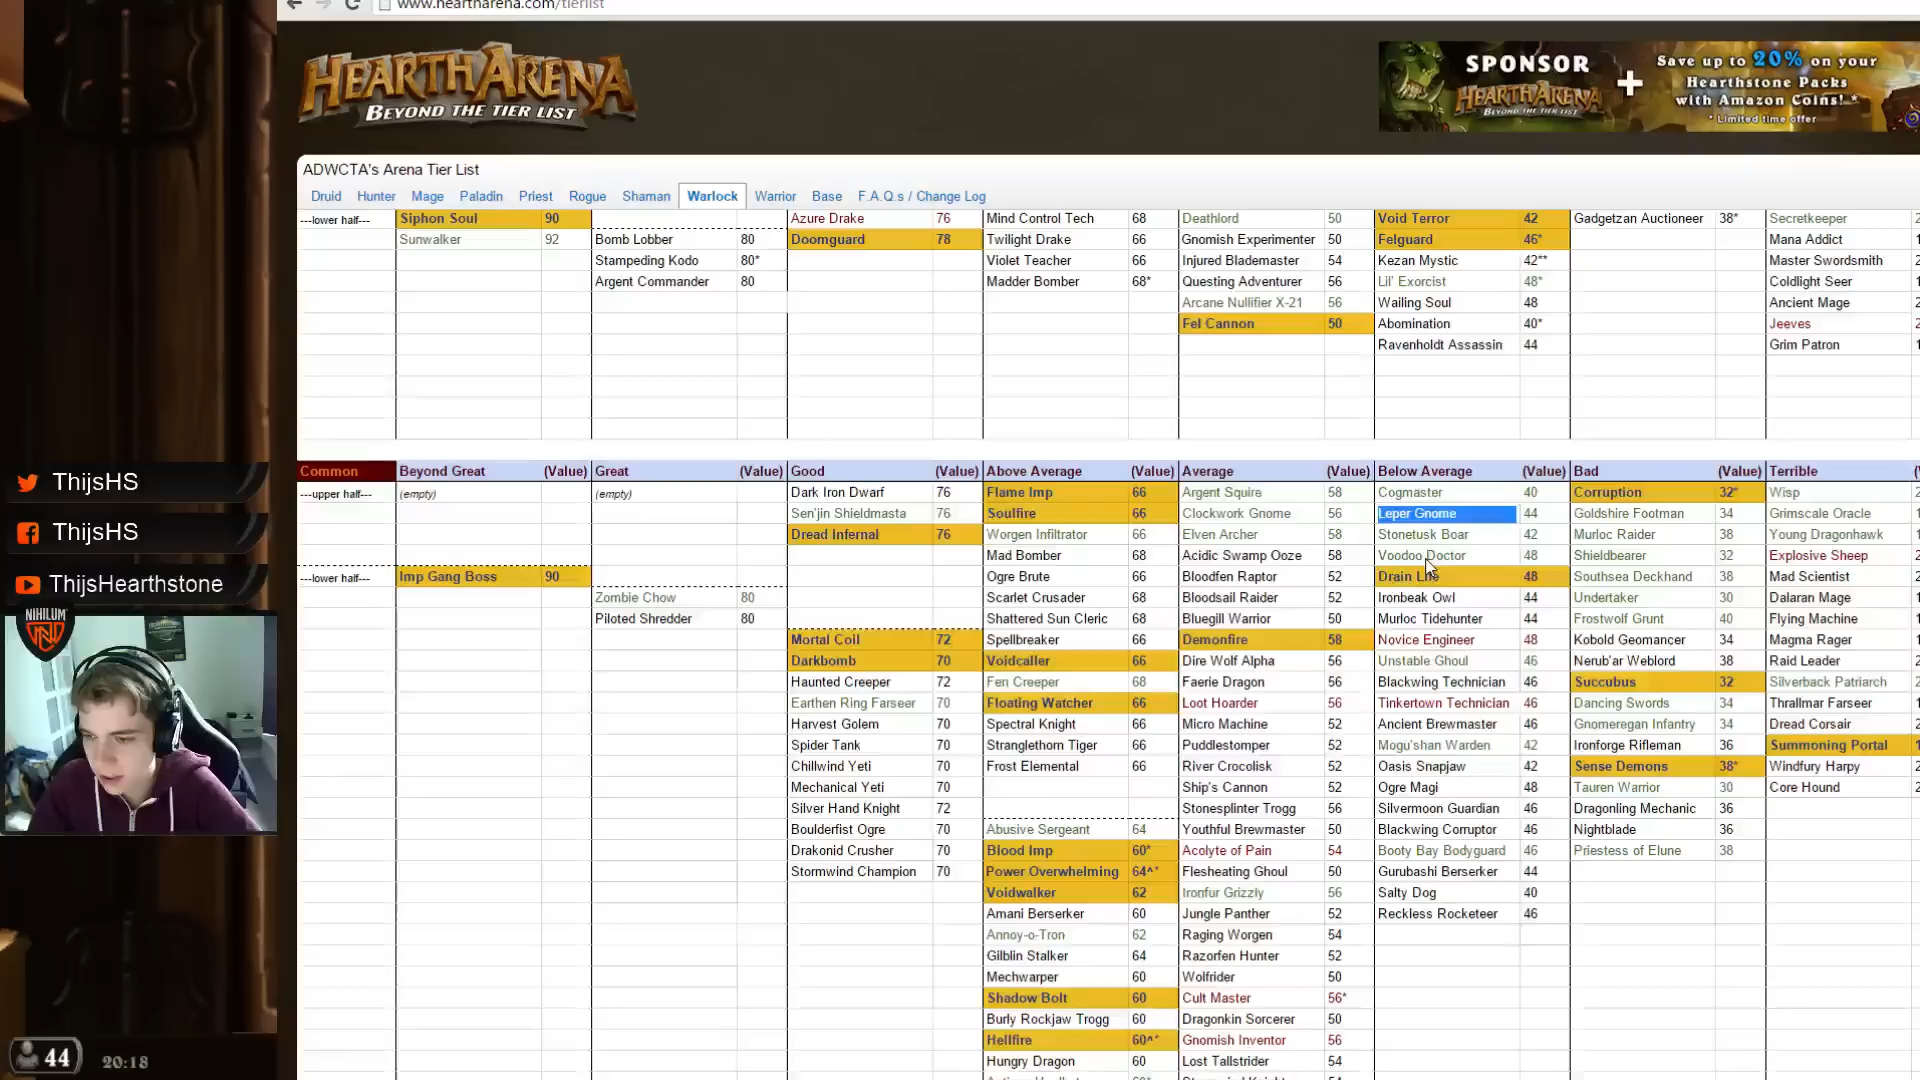 www.heartharena.com/tierlist
HEARTHARENA
BEYOND THE TIER LIST
SPONSOR
HEARTHARENA
BEYOND THE TIER LIST
+
Save up to 20% on your
Hearthstone Packs
with Amazon Coins!*
* Limited time offer
ADWCTA's Arena Tier List
Druid Hunter Mage Paladin Priest Rogue Shaman Warlock Warrior Base F.A.Q.s / Change Log
---lower half--- Siphon Soul 90 Azure Drake 76 Mind Control Tech 68 Deathlord 50 Void Terror 42 Gadgetzan Auctioneer 38* Secretkeeper
Sunwalker 92 Bomb Lobber 80 Doomguard 78 Twilight Drake 66 Gnomish Experimenter 50 Felguard 46* Mana Addict
Stampeding Kodo 80* Violet Teacher 66 Injured Blademaster 54 Kezan Mystic 42** Master Swordsmith
Argent Commander 80 Madder Bomber 68* Questing Adventurer 56 Lil' Exorcist 48* Coldlight Seer
Arcane Nullifier X-21 56 Wailing Soul 48 Ancient Mage
Fel Cannon 50 Abomination 40* Jeeves
Ravenholdt Assassin 44 Grim Patron
Common Beyond Great (Value) Great (Value) Good (Value) Above Average (Value) Average (Value) Below Average (Value) Bad (Value) Terrible
---upper half--- (empty) (empty) Dark Iron Dwarf 76 Flame Imp 66 Argent Squire 58 Cogmaster 40 Corruption 32* Wisp
Sen'jin Shieldmasta 76 Soulfire 66 Clockwork Gnome 56 Leper Gnome 44 Goldshire Footman 34 Grimscale Oracle
Dread Infernal 76 Worgen Infiltrator 66 Elven Archer 58 Stonetusk Boar 42 Murloc Raider 38 Young Dragonhawk
Mad Bomber 66 Acidic Swamp Ooze 58 Voodoo Doctor 48 Shieldbearer 32 Explosive Sheep
---lower half--- Imp Gang Boss 90 Ogre Brute 66 Bloodfen Raptor 52 Drain Life 48 Southsea Deckhand 38 Mad Scientist
Zombie Chow 80 Scarlet Crusader 68 Bloodsail Raider 52 Ironbeak Owl 44 Undertaker 30 Dalaran Mage
Piloted Shredder 80 Shattered Sun Cleric 68 Bluegill Warrior 50 Murloc Tidehunter 44 Frostwolf Grunt 40 Flying Machine
Mortal Coil 72 Spellbreaker 66 Demonfire 58 Novice Engineer 48 Kobold Geomancer 34 Magma Rager
Darkbomb 70 Voidcaller 66 Dire Wolf Alpha 56 Unstable Ghoul 46 Nerub'ar Weblord 38 Raid Leader
Haunted Creeper 72 Fen Creeper 68 Faerie Dragon 56 Blackwing Technician 46 Succubus 32 Silverback Patriarch
Earthen Ring Farseer 70 Floating Watcher 66 Loot Hoarder 56 Tinkertown Technician 46 Dancing Swords 34 Thrallmar Farseer
Harvest Golem 70 Spectral Knight 66 Micro Machine 52 Ancient Brewmaster 46 Gnomeregan Infantry 34 Dread Corsair
Spider Tank 70 Stranglethorn Tiger 66 Puddlestomper 52 Mogu'shan Warden 42 Ironforge Rifleman 36 Summoning Portal
Chillwind Yeti 70 Frost Elemental 66 River Crocolisk 52 Oasis Snapjaw 42 Sense Demons 38* Windfury Harpy
Mechanical Yeti 70 Ship's Cannon 52 Ogre Magi 48 Tauren Warrior 30 Core Hound
Silver Hand Knight 72 Stonesplinter Trogg 56 Silvermoon Guardian 46 Dragonling Mechanic 36
Boulderfist Ogre 70 Abusive Sergeant 64 Youthful Brewmaster 50 Blackwing Corruptor 46 Nightblade 36
Drakonid Crusher 70 Blood Imp 60* Acolyte of Pain 54 Booty Bay Bodyguard 46 Priestess of Elune 38
Stormwind Champion 70 Power Overwhelming 64^* Flesheating Ghoul 50 Gurubashi Berserker 44
Voidwalker 62 Ironfur Grizzly 56 Salty Dog 40
Amani Berserker 60 Jungle Panther 52 Reckless Rocketeer 46
Annoy-o-Tron 62 Raging Worgen 54
Gilblin Stalker 64 Razorfen Hunter 52
Mechwarper 60 Wolfrider 50
Shadow Bolt 60 Cult Master 56*
Burly Rockjaw Trogg 60 Dragonkin Sorcerer 50
Hellfire 60^* Gnomish Inventor 56
Hungry Dragon 60 Lost Tallstrider 54
ThijsHS
ThijsHS
ThijsHearthstone
NIHILUM
44 20:18